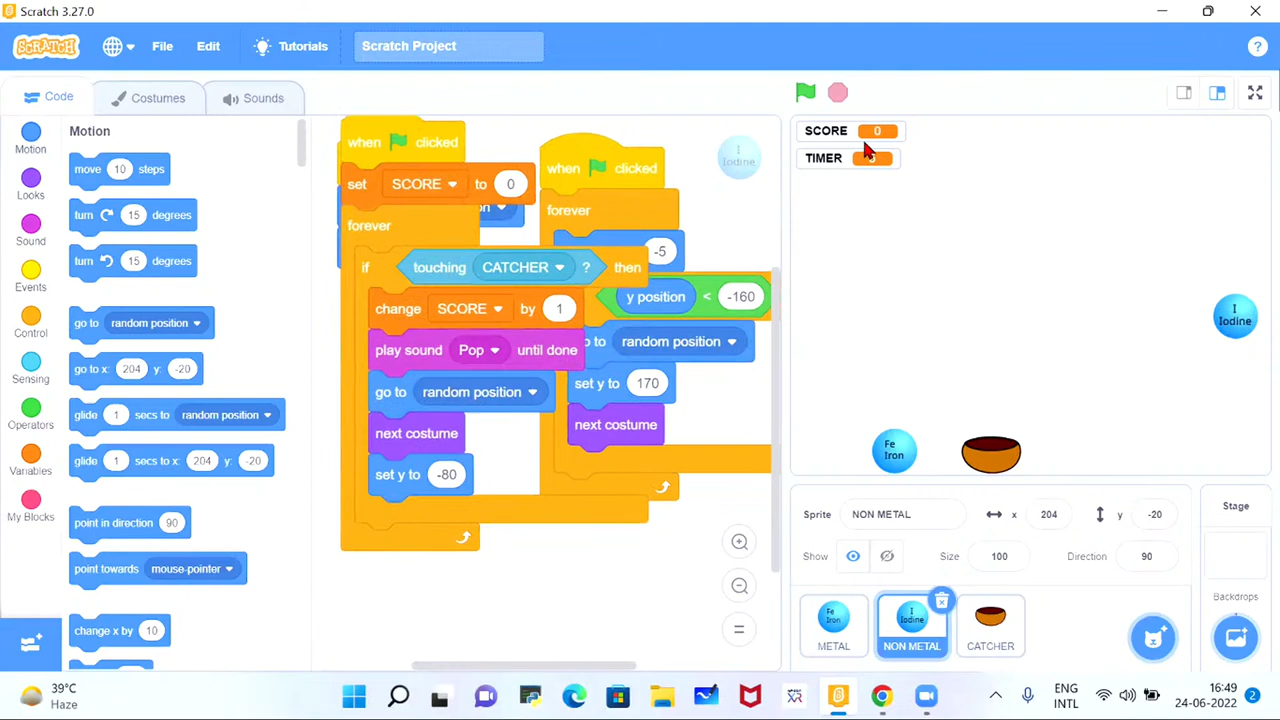 Scratch 3.27.0
SCRATCH
File
Edit
Tutorials
Scratch Project
?
Code
Costumes
Sounds
Motion
Looks
Sound
Events
Control
Sensing
Operators
Variables
My Blocks
Motion
move 10 steps
turn 15 degrees
turn 15 degrees
go to random position
go to x: 204 y: -20
glide 1 secs to random position
glide 1 secs to x: 204 y: -20
point in direction 90
point towards mouse-pointer
change x by 10
when clicked
set SCORE to 0
forever
if touching CATCHER ? then
change SCORE by 1
play sound Pop until done
go to random position
next costume
set y to -80
when clicked
forever
-5
y position < -160
to random position
set y to 170
next costume
I
Iodine
SCORE 0
TIMER
I
Iodine
Fe
Iron
Sprite NON METAL x 204 y -20
Show Size 100 Direction 90
Fe
Iron
METAL
I
Iodine
NON METAL
CATCHER
Stage
Backdrops
39°C
Haze
ENG
INTL
16:49
24-06-2022
2